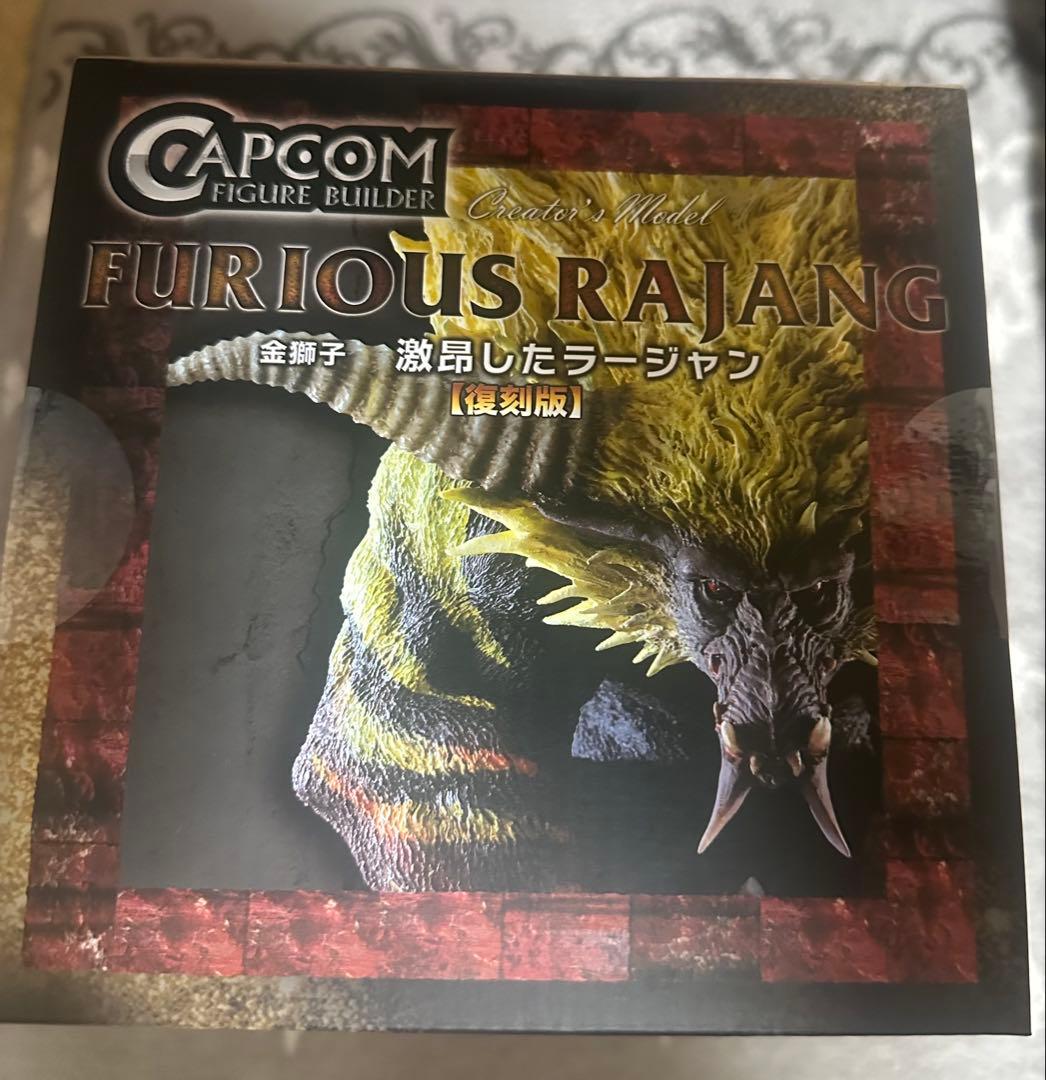 CAPCOM
FIGURE BUILDER
Creator's Model
FURIOUS RAJANG
金獅子 激昂したラージャン
【復刻版】